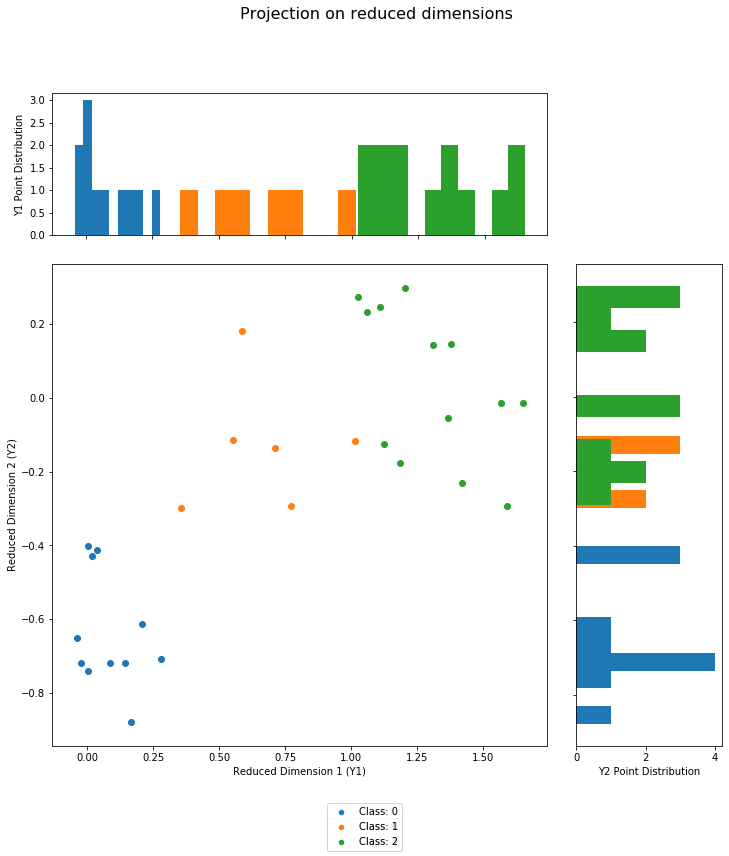 Projection on reduced dimensions
3.0
2.5
2.0
1.5
1.0
0.5
0.0
Y1 Point Distribution
0.2
0.0
−0.2
−0.4
−0.6
−0.8
Reduced Dimension 2 (Y2)
0.00 0.25 0.50 0.75 1.00 1.25 1.50
Reduced Dimension 1 (Y1)
0 2 4
Y2 Point Distribution
Class: 0
Class: 1
Class: 2